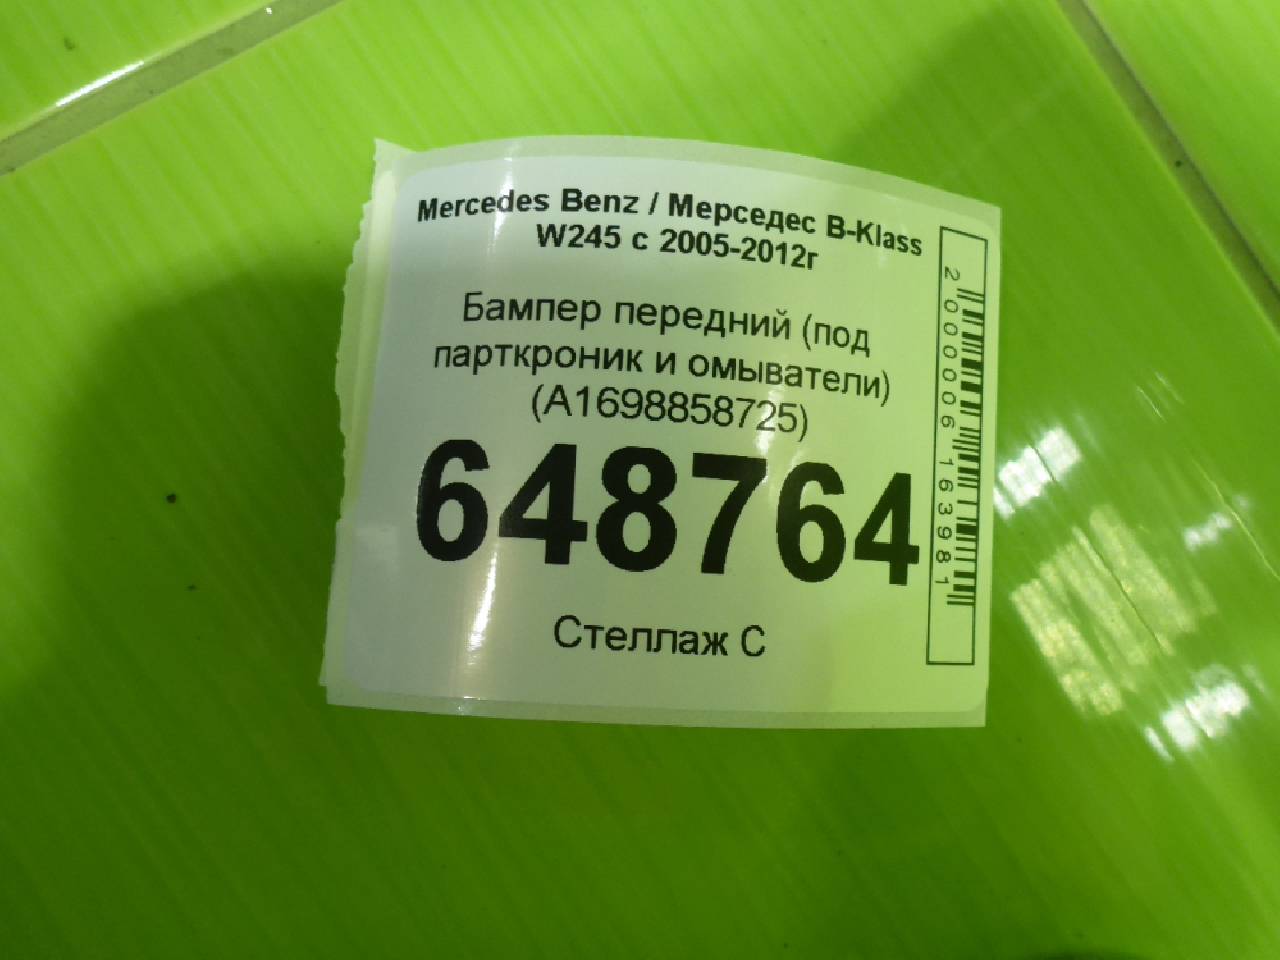 Mercedes Benz / Мерседес B-Klass
W245 с 2005-2012г
Бампер передний (под
парткроник и омыватели)
(A1698858725)
648764
Стеллаж С
2000006163981